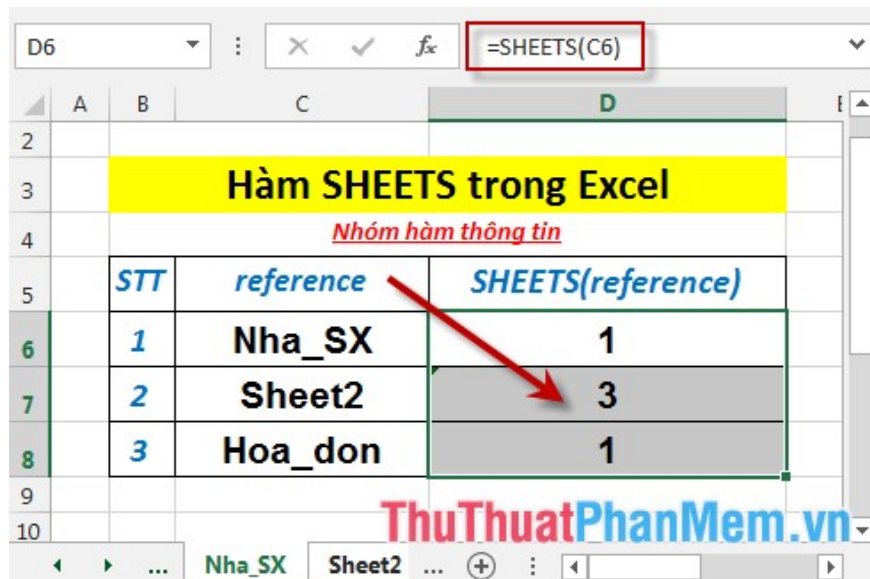 D6 fx =SHEETS(C6)
A B C D E
2
3 Hàm SHEETS trong Excel
4 Nhóm hàm thông tin
5 STT reference SHEETS(reference)
6 1 Nha_SX 1
7 2 Sheet2 3
8 3 Hoa_don 1
9
10 ThuThuatPhanMem.vn
... Nha_SX Sheet2 ...